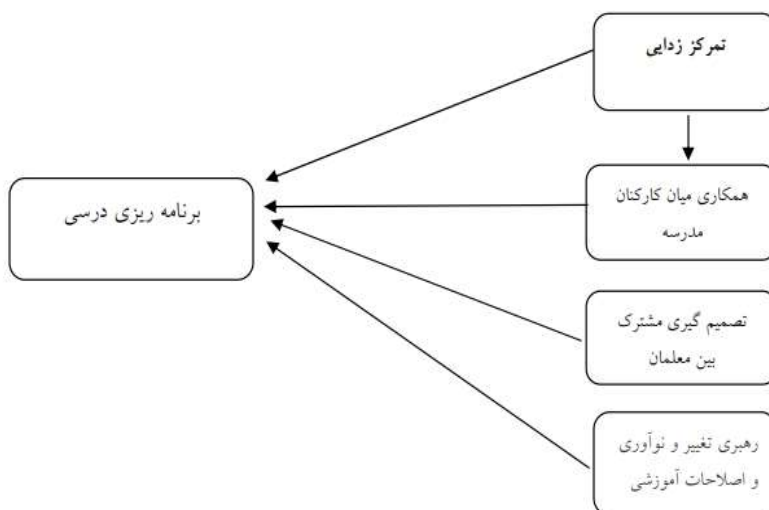 تمرکز زدایی
همکاری میان کارکنان
مدرسه
برنامه ریزی درسی
تصمیم گیری مشترک
بین معلمان
رهبری تغییر و نوآوری
و اصلاحات آموزشی